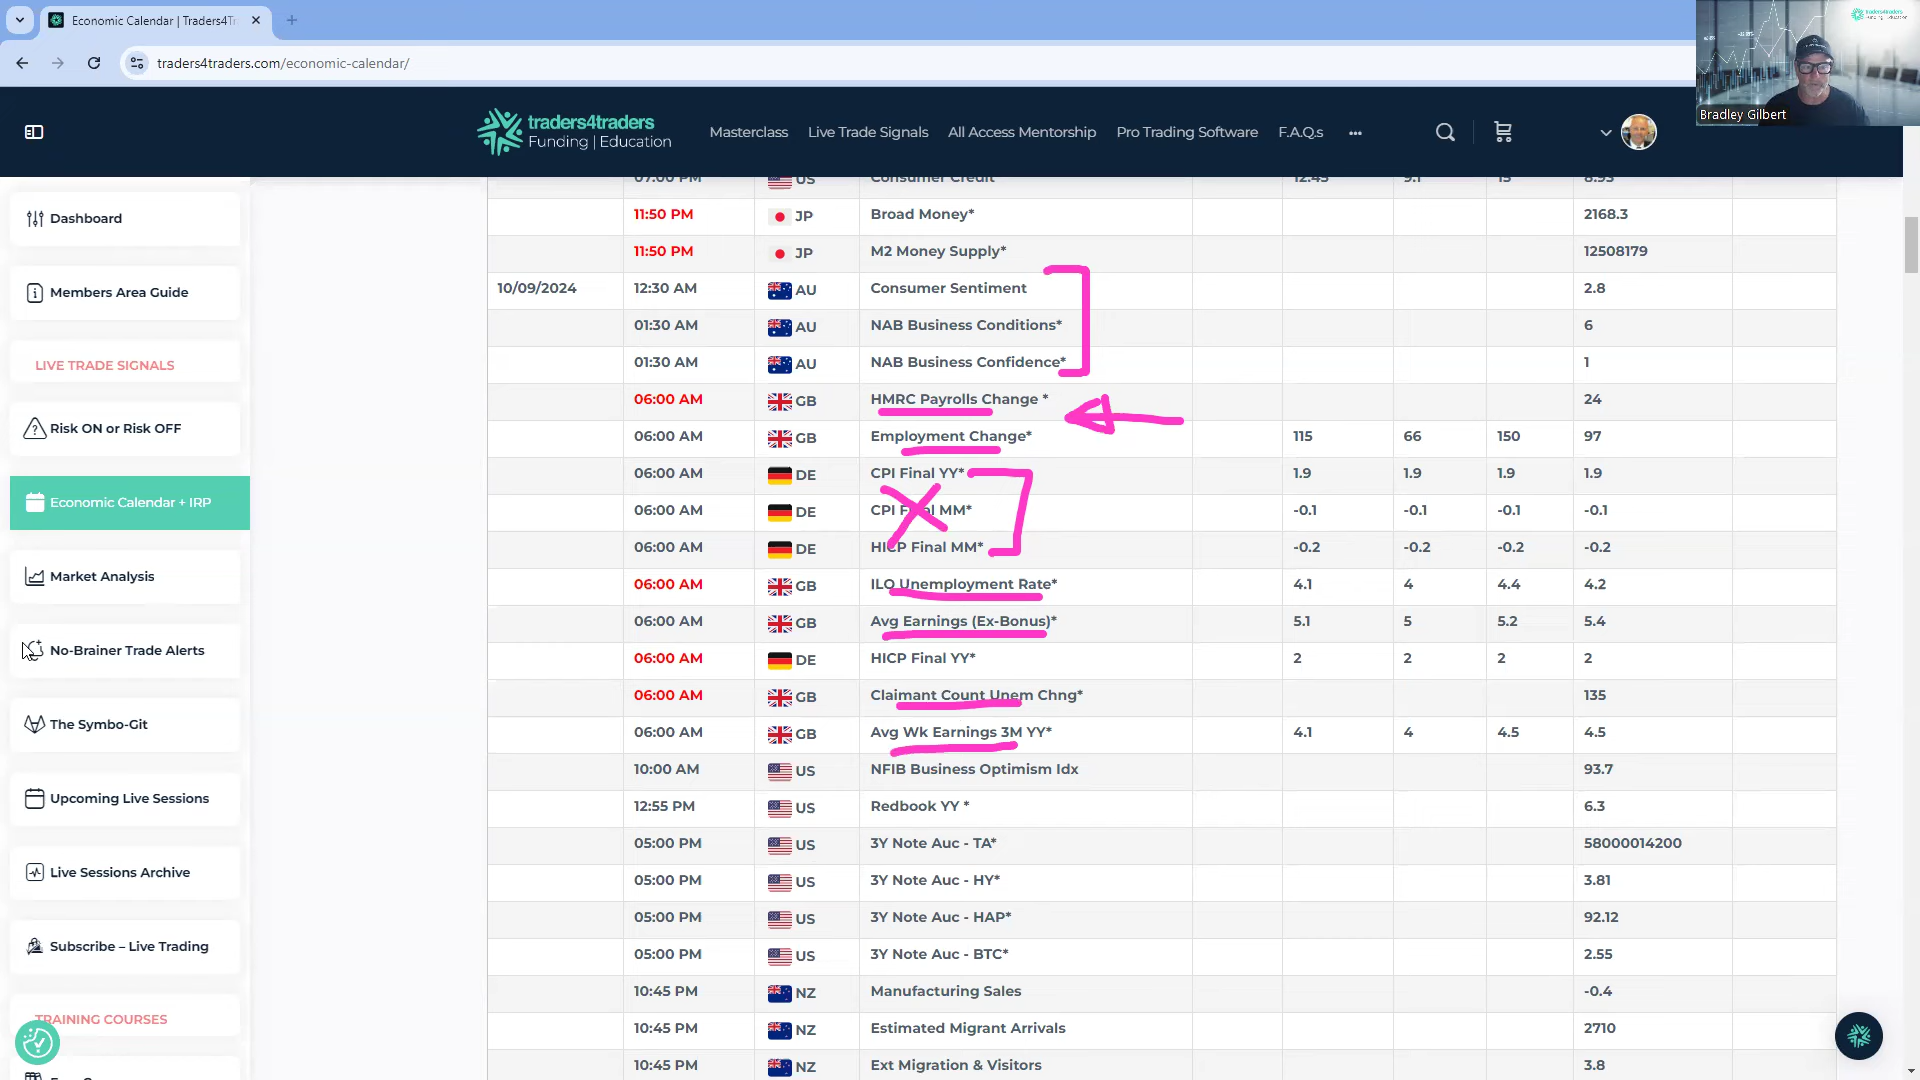 Economic Calendar | Traders4Tr
traders4traders.com/economic-calendar/
Bradley Gilbert
traders4traders
Funding | Education
Masterclass Live Trade Signals All Access Mentorship Pro Trading Software F.A.Q.s
Dashboard
Members Area Guide
LIVE TRADE SIGNALS
Risk ON or Risk OFF
Economic Calendar + IRP
Market Analysis
No-Brainer Trade Alerts
The Symbo-Git
Upcoming Live Sessions
Live Sessions Archive
Subscribe – Live Trading
TRAINING COURSES
07:00 PM US Consumer Credit 12.45 9.1 15 8.93
11:50 PM JP Broad Money* 2168.3
11:50 PM JP M2 Money Supply* 12508179
10/09/2024 12:30 AM AU Consumer Sentiment 2.8
01:30 AM AU NAB Business Conditions* 6
01:30 AM AU NAB Business Confidence* 1
06:00 AM GB HMRC Payrolls Change * 24
06:00 AM GB Employment Change* 115 66 150 97
06:00 AM DE CPI Final YY* 1.9 1.9 1.9 1.9
06:00 AM DE CPI Final MM* -0.1 -0.1 -0.1 -0.1
06:00 AM DE HICP Final MM* -0.2 -0.2 -0.2 -0.2
06:00 AM GB ILO Unemployment Rate* 4.1 4 4.4 4.2
06:00 AM GB Avg Earnings (Ex-Bonus)* 5.1 5 5.2 5.4
06:00 AM DE HICP Final YY* 2 2 2 2
06:00 AM GB Claimant Count Unem Chng* 135
06:00 AM GB Avg Wk Earnings 3M YY* 4.1 4 4.5 4.5
10:00 AM US NFIB Business Optimism Idx 93.7
12:55 PM US Redbook YY * 6.3
05:00 PM US 3Y Note Auc - TA* 58000014200
05:00 PM US 3Y Note Auc - HY* 3.81
05:00 PM US 3Y Note Auc - HAP* 92.12
05:00 PM US 3Y Note Auc - BTC* 2.55
10:45 PM NZ Manufacturing Sales -0.4
10:45 PM NZ Estimated Migrant Arrivals 2710
10:45 PM NZ Ext Migration & Visitors 3.8